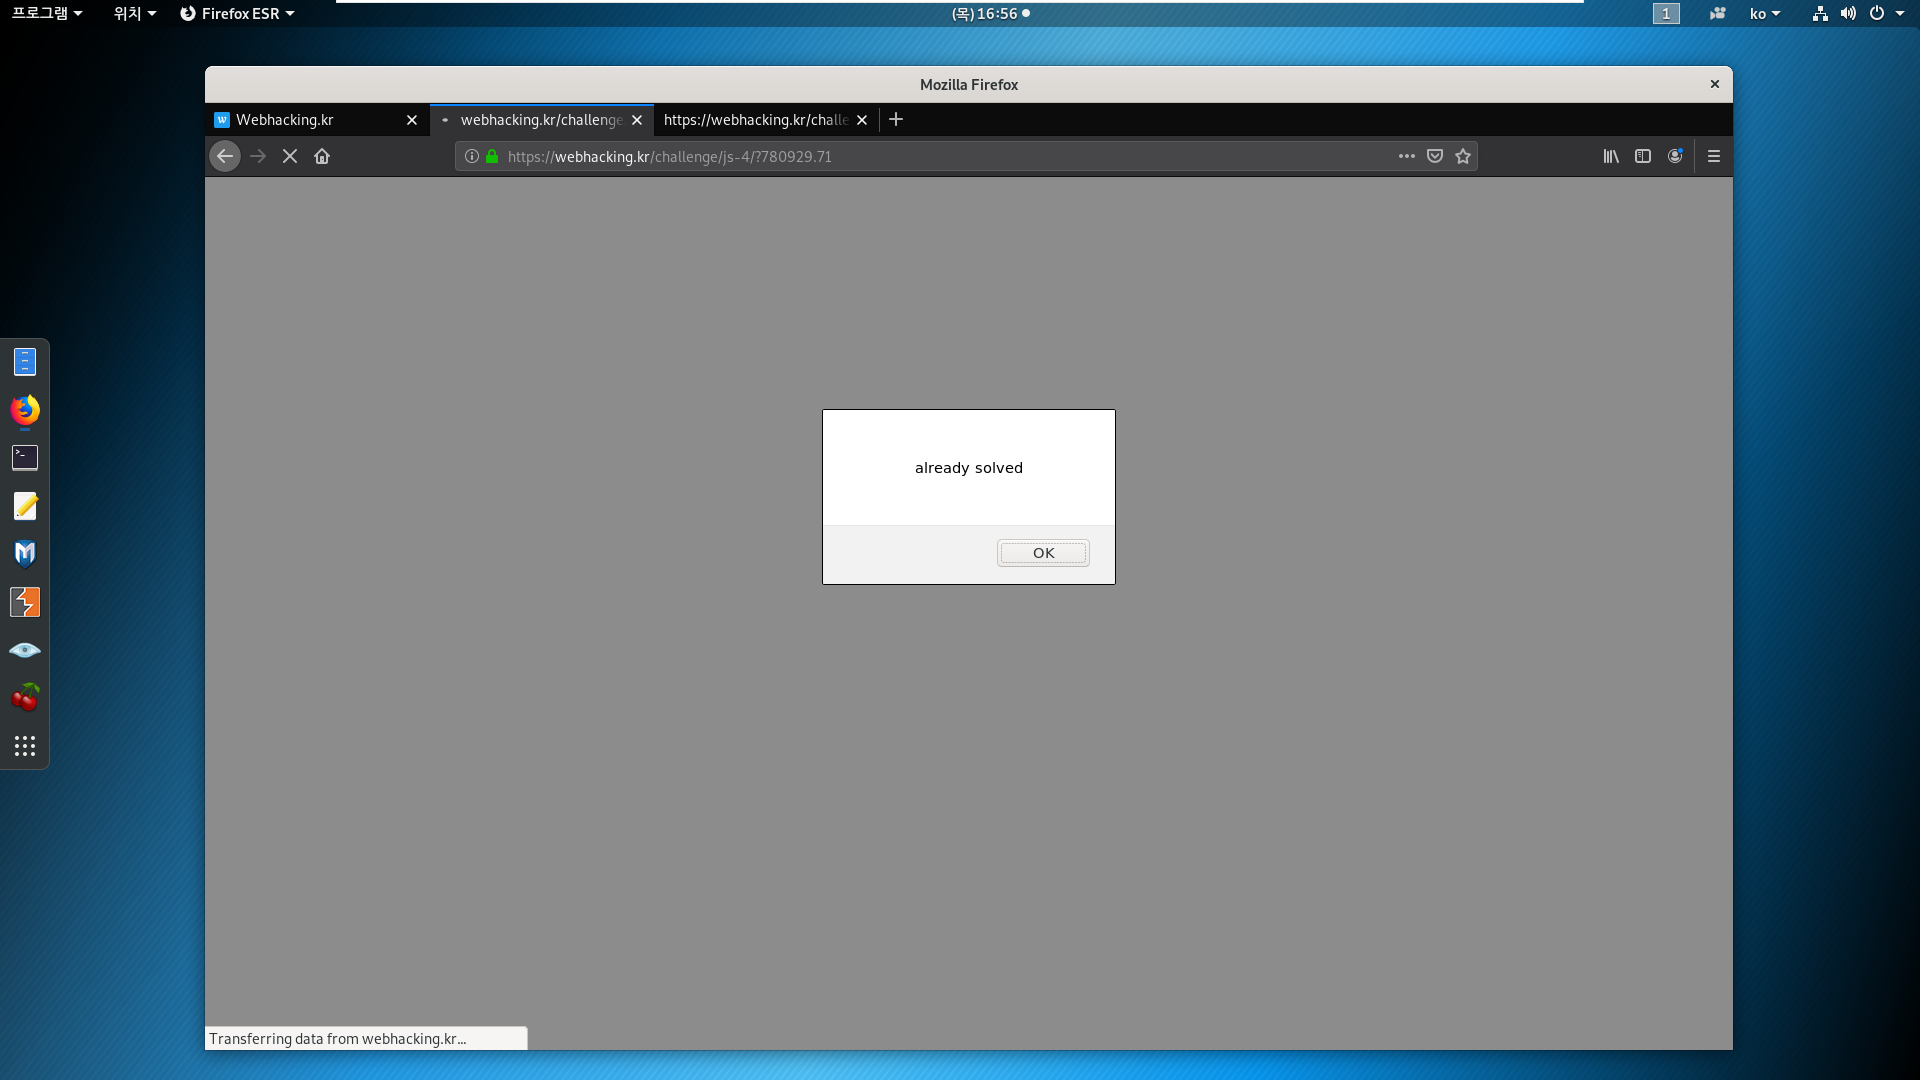 프로그램 위치 Firefox ESR (목) 16:56 1 ko
Mozilla Firefox
Webhacking.kr webhacking.kr/challenge https://webhacking.kr/challe
https://webhacking.kr/challenge/js-4/?780929.71
already solved
OK
Transferring data from webhacking.kr...